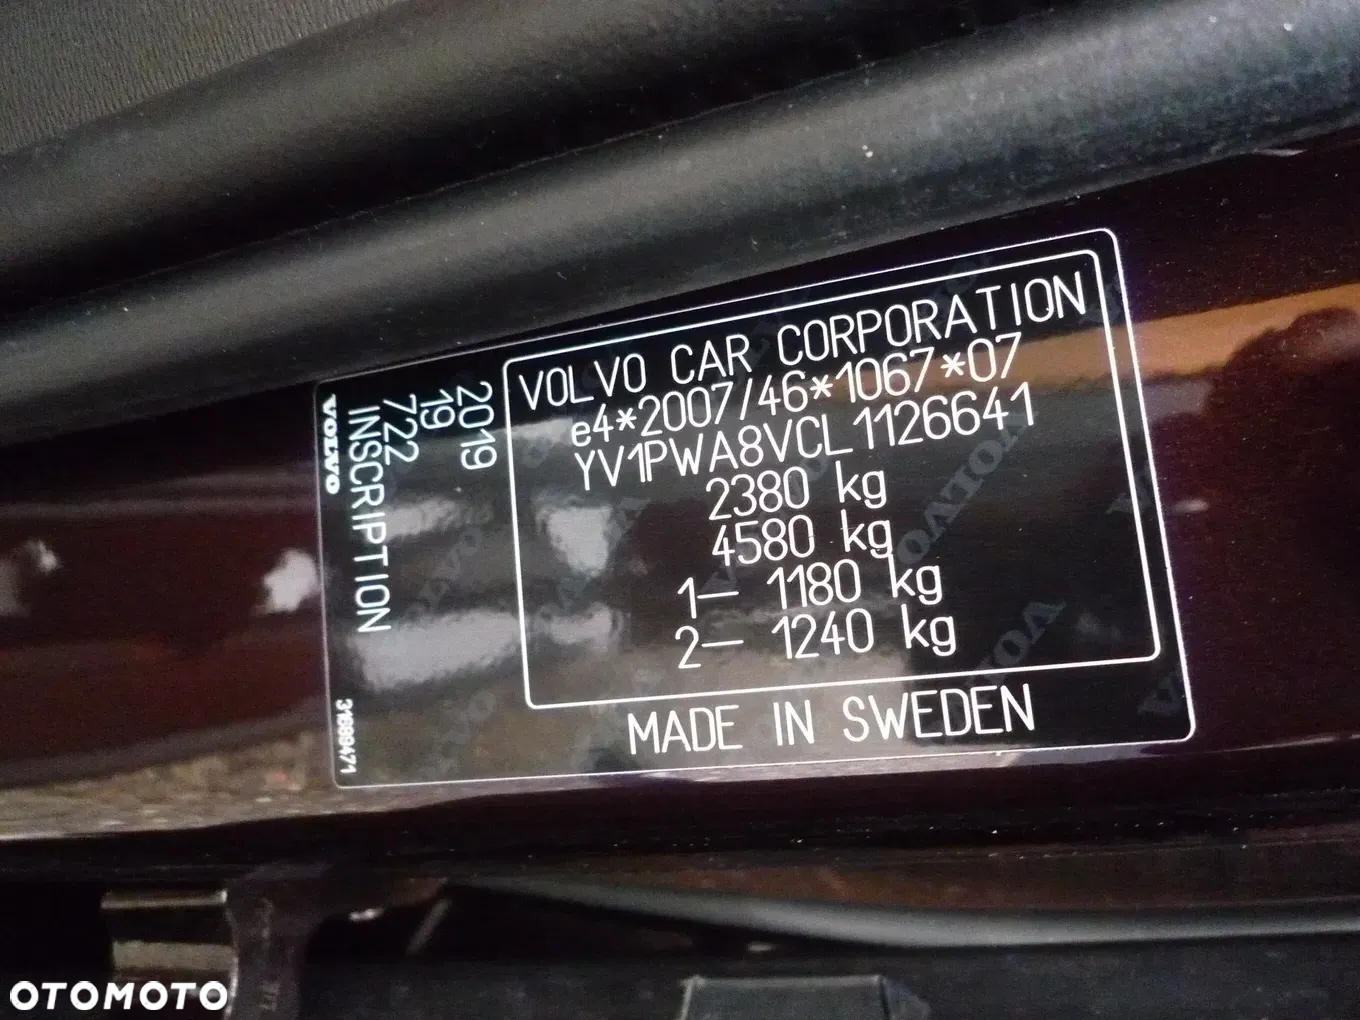 VOLVO CAR CORPORATION
e4*2007/46*1067*07
YV1PWA8VCL1126641
2380 kg
4580 kg
1– 1180 kg
2– 1240 kg
MADE IN SWEDEN
2019
19
722
INSCRIPTION
VOLVO
31689471
OTOMOTO